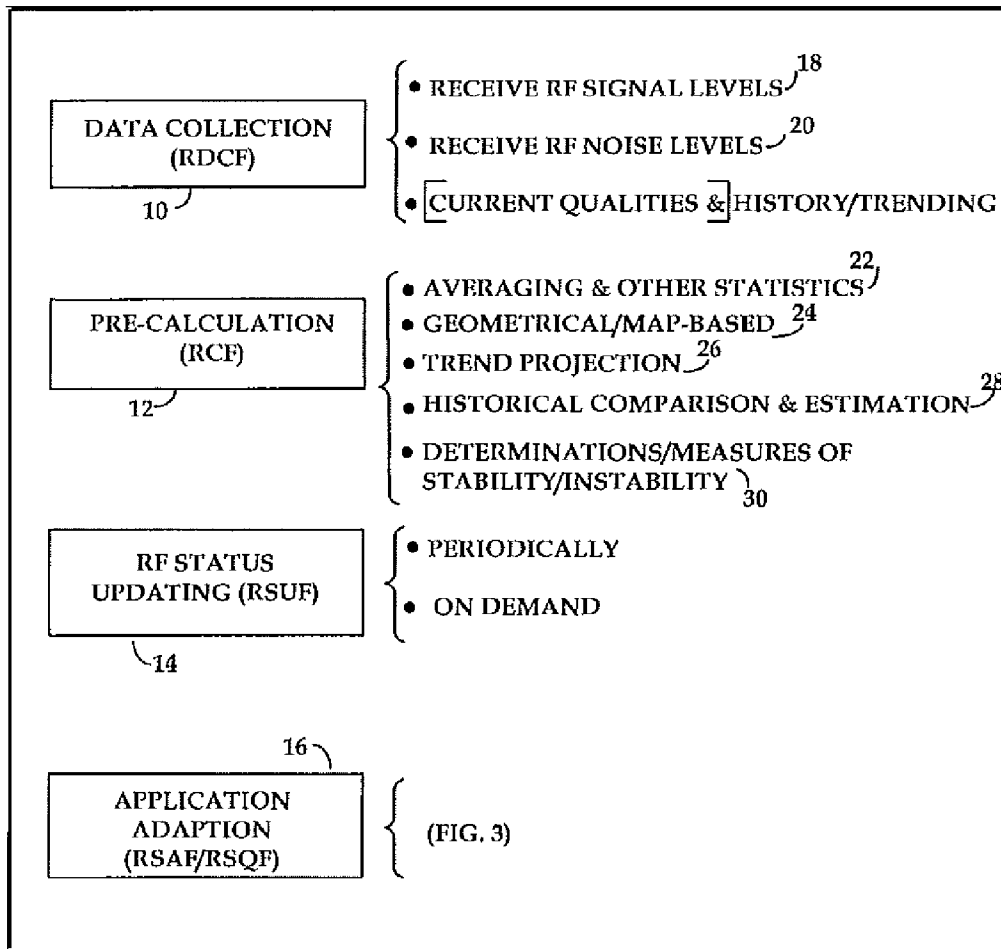 18
• RECEIVE RF SIGNAL LEVELS
DATA COLLECTION
(RDCF)
10
20
• RECEIVE RF NOISE LEVELS
• [CURRENT QUALITIES &] HISTORY/TRENDING
PRE-CALCULATION
(RCF)
12
22
• AVERAGING & OTHER STATISTICS
• GEOMETRICAL/MAP-BASED 24
• TREND PROJECTION 26
• HISTORICAL COMPARISON & ESTIMATION 28
• DETERMINATIONS/MEASURES OF
STABILITY/INSTABILITY 30
RF STATUS
UPDATING (RSUF)
14
• PERIODICALLY
• ON DEMAND
16
APPLICATION
ADAPTION
(RSAF/RSQF)
(FIG. 3)